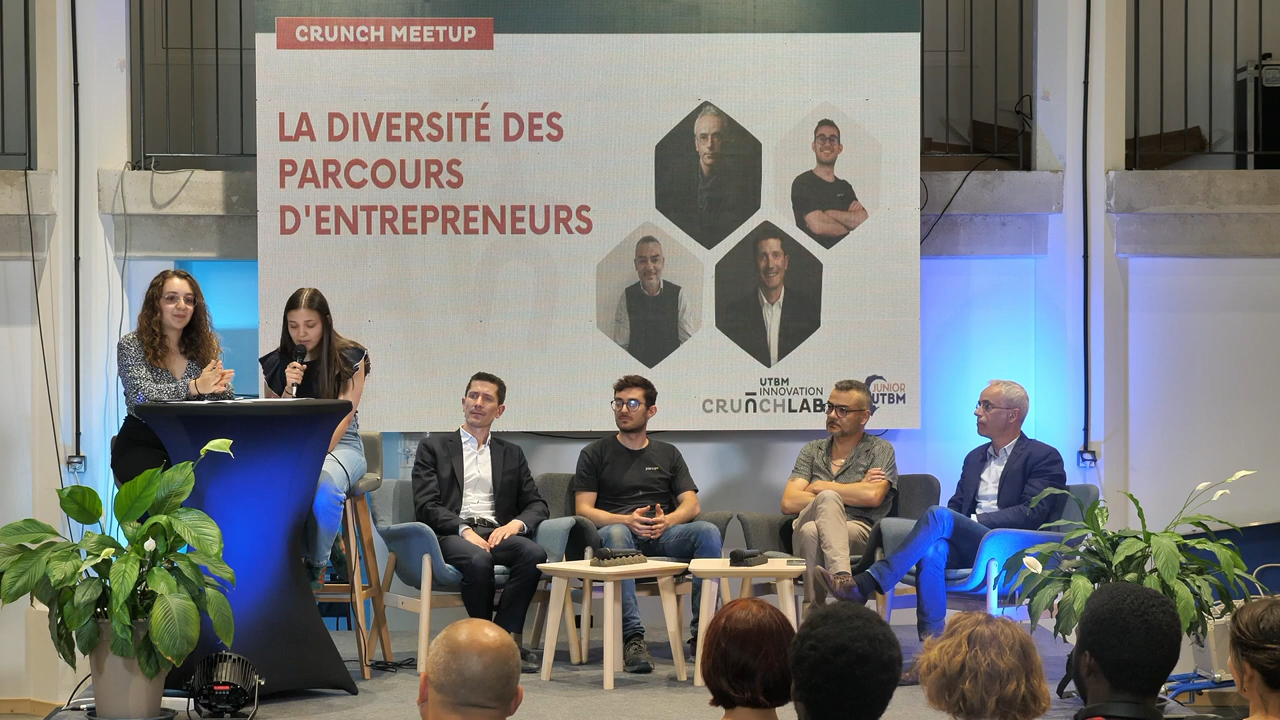 CRUNCH MEETUP
LA DIVERSITÉ DES
PARCOURS
D'ENTREPRENEURS
UTBM
INNOVATION
CRUNCHLAB
JUNIOR
UTBM